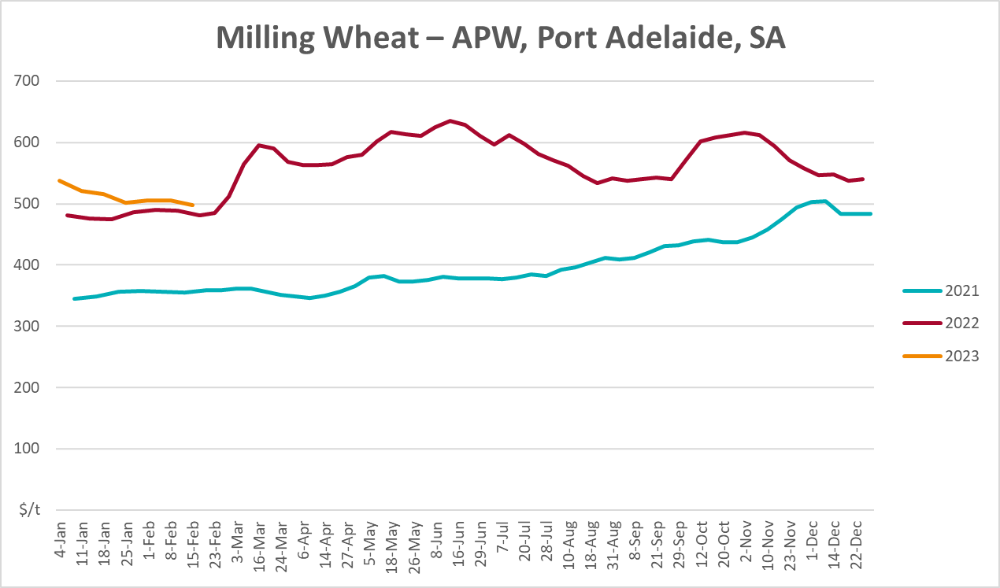 Milling Wheat – APW, Port Adelaide, SA
700
600
500
400
300
200
100
$/t
4-Jan
11-Jan
18-Jan
25-Jan
1-Feb
8-Feb
15-Feb
23-Feb
3-Mar
16-Mar
24-Mar
6-Apr
14-Apr
27-Apr
5-May
18-May
26-May
8-Jun
16-Jun
29-Jun
7-Jul
20-Jul
28-Jul
10-Aug
18-Aug
31-Aug
8-Sep
21-Sep
29-Sep
12-Oct
20-Oct
2-Nov
10-Nov
23-Nov
1-Dec
14-Dec
22-Dec
2021
2022
2023